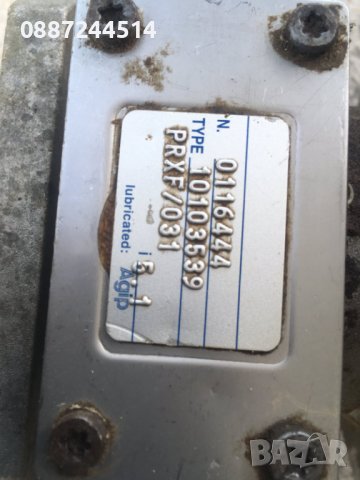 0887244514
N. 0116444
TYPE 10103539
PRXF/031
i 5:1
lubricated: Agip
BAZAR